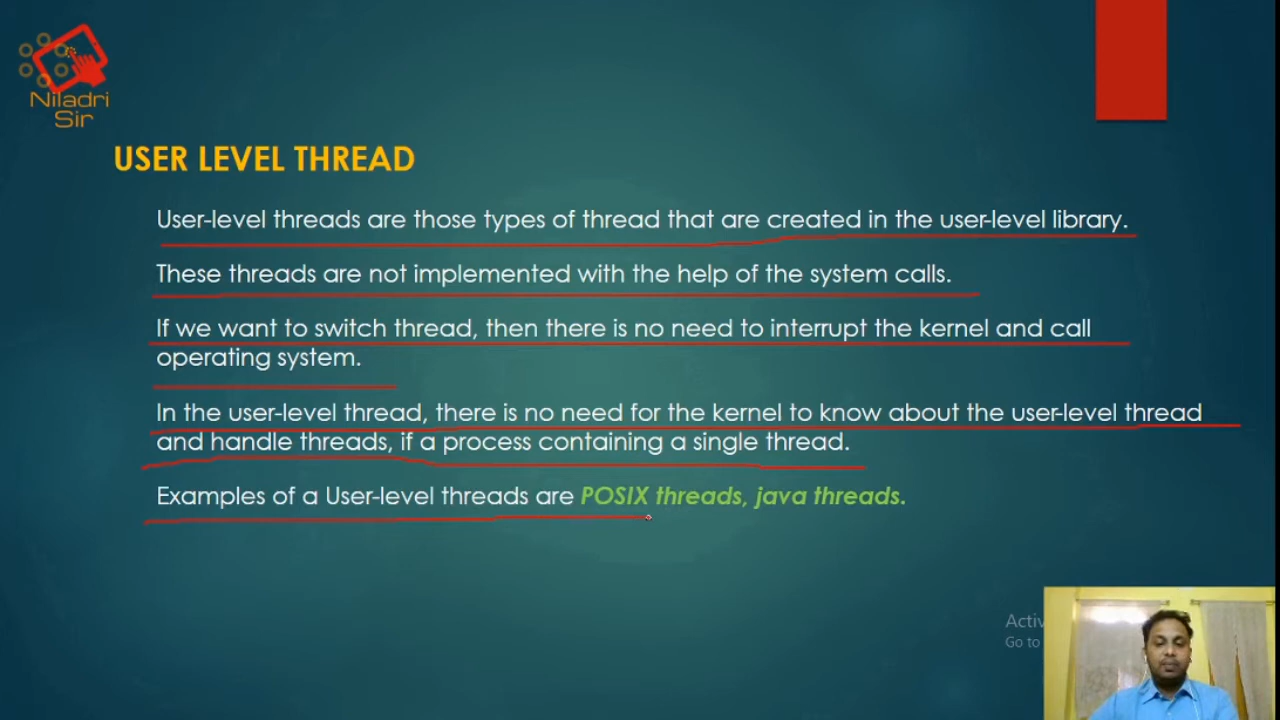 Niladri
Sir
USER LEVEL THREAD
User-level threads are those types of thread that are created in the user-level library.
These threads are not implemented with the help of the system calls.
If we want to switch thread, then there is no need to interrupt the kernel and call
operating system.
In the user-level thread, there is no need for the kernel to know about the user-level thread
and handle threads, if a process containing a single thread.
Examples of a User-level threads are POSIX threads, java threads.
Activ
Go to